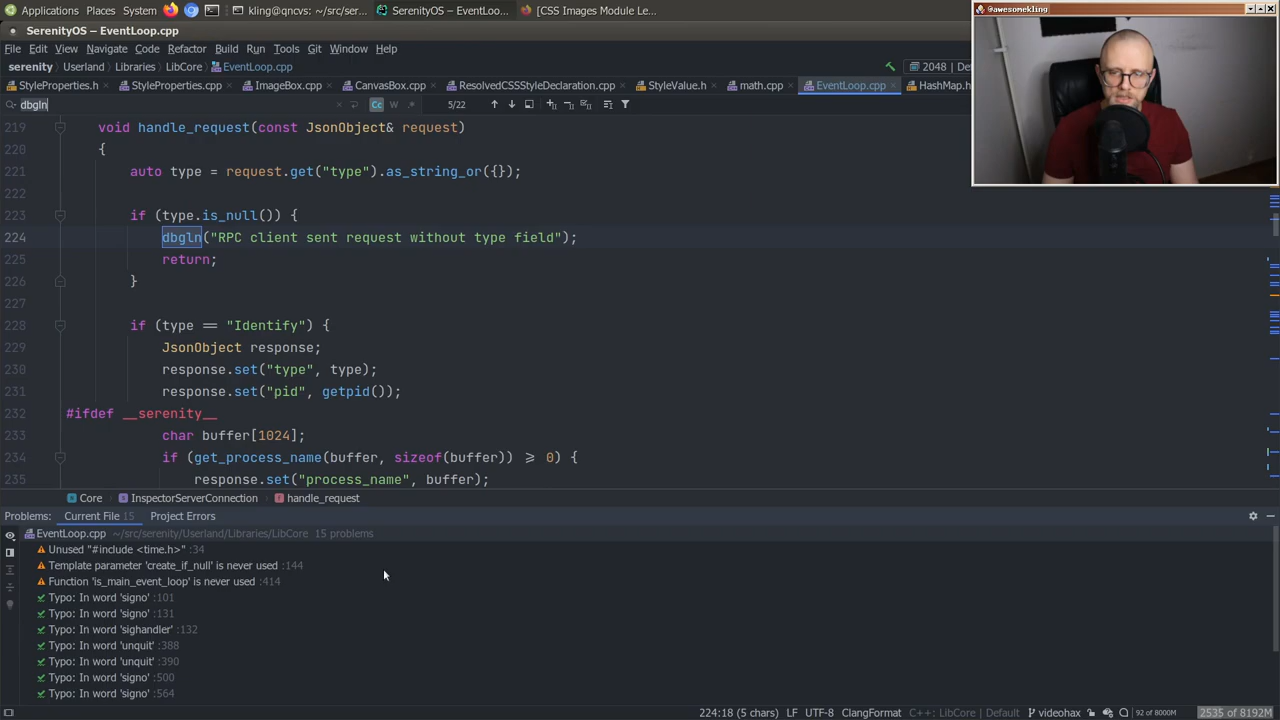 Applications Places System kling@qncvs: ~/src/ser... SerenityOS – EventLoo... [CSS Images Module Le...
@awesomekling
SerenityOS – EventLoop.cpp
File Edit View Navigate Code Refactor Build Run Tools Git Window Help
serenity Userland Libraries LibCore EventLoop.cpp 2048 | De
StyleProperties.h StyleProperties.cpp ImageBox.cpp CanvasBox.cpp ResolvedCSSStyleDeclaration.cpp StyleValue.h math.cpp EventLoop.cpp HashMap.h
dbgln Cc W 5/22
219 void handle_request(const JsonObject& request)
220 {
221 auto type = request.get("type").as_string_or({});
222
223 if (type.is_null()) {
224 dbgln("RPC client sent request without type field");
225 return;
226 }
227
228 if (type == "Identify") {
229 JsonObject response;
230 response.set("type", type);
231 response.set("pid", getpid());
232 #ifdef __serenity__
233 char buffer[1024];
234 if (get_process_name(buffer, sizeof(buffer)) >= 0) {
235 response.set("process_name", buffer);
Core InspectorServerConnection handle_request
Problems: Current File 15 Project Errors
EventLoop.cpp ~/src/serenity/Userland/Libraries/LibCore 15 problems
Unused "#include <time.h>" :34
Template parameter 'create_if_null' is never used :144
Function 'is_main_event_loop' is never used :414
Typo: In word 'signo' :101
Typo: In word 'signo' :131
Typo: In word 'sighandler' :132
Typo: In word 'unquit' :388
Typo: In word 'unquit' :390
Typo: In word 'signo' :500
Typo: In word 'signo' :564
224:18 (5 chars) LF UTF-8 ClangFormat C++: LibCore | Default videohax 92 of 8000M 2535 of 8192M